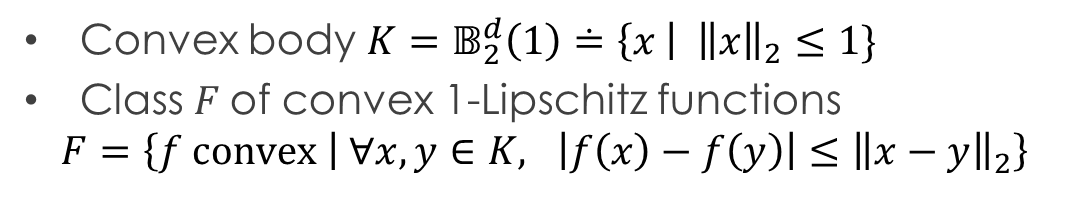 • Convex body 𝐾 = 𝔹₂ᵈ(1) ≐ {𝑥 | ‖𝑥‖₂ ≤ 1}
• Class 𝐹 of convex 1-Lipschitz functions
𝐹 = {𝑓 convex | ∀𝑥, 𝑦 ∈ 𝐾, |𝑓(𝑥) − 𝑓(𝑦)| ≤ ‖𝑥 − 𝑦‖₂}